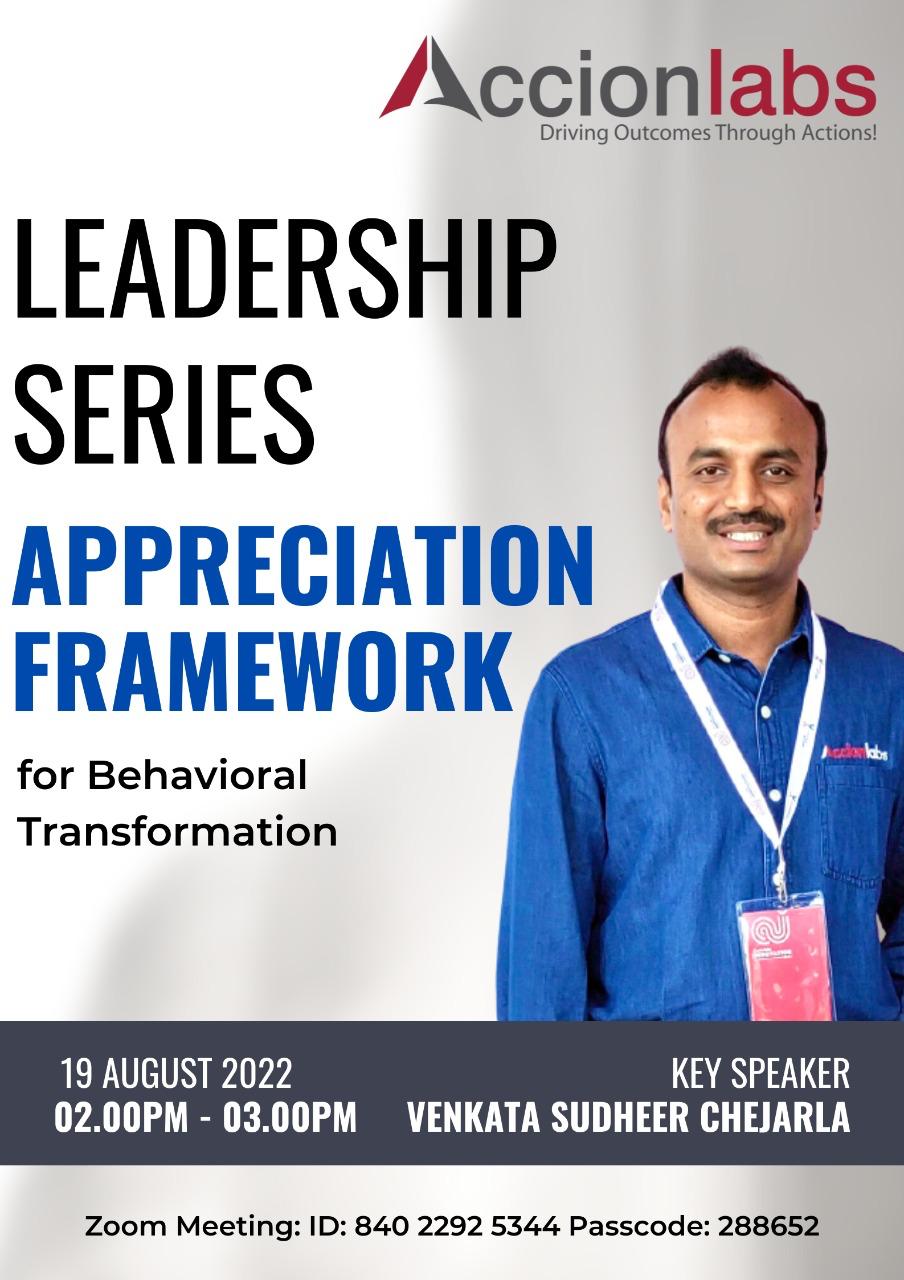 Accionlabs
Driving Outcomes Through Actions!
LEADERSHIP
SERIES
APPRECIATION
FRAMEWORK
for Behavioral
Transformation
Accionlabs
19 AUGUST 2022
02.00PM - 03.00PM
KEY SPEAKER
VENKATA SUDHEER CHEJARLA
Zoom Meeting: ID: 840 2292 5344 Passcode: 288652